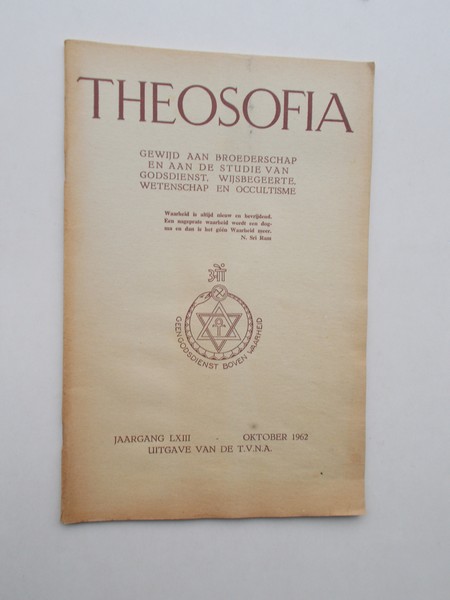 THEOSOFIA
GEWIJD AAN BROEDERSCHAP
EN AAN DE STUDIE VAN
GODSDIENST, WIJSBEGEERTE,
WETENSCHAP EN OCCULTISME
Waarheid is altijd nieuw en bevrijdend.
Een nagepraatte waarheid wordt een dog-
ma en dan is het géén Waarheid meer.
N. Sri Ram
ओँ
GEEN GODSDIENST BOVEN WAARHEID
JAARGANG LXIII - OKTOBER 1962
UITGAVE VAN DE T.V.N.A.